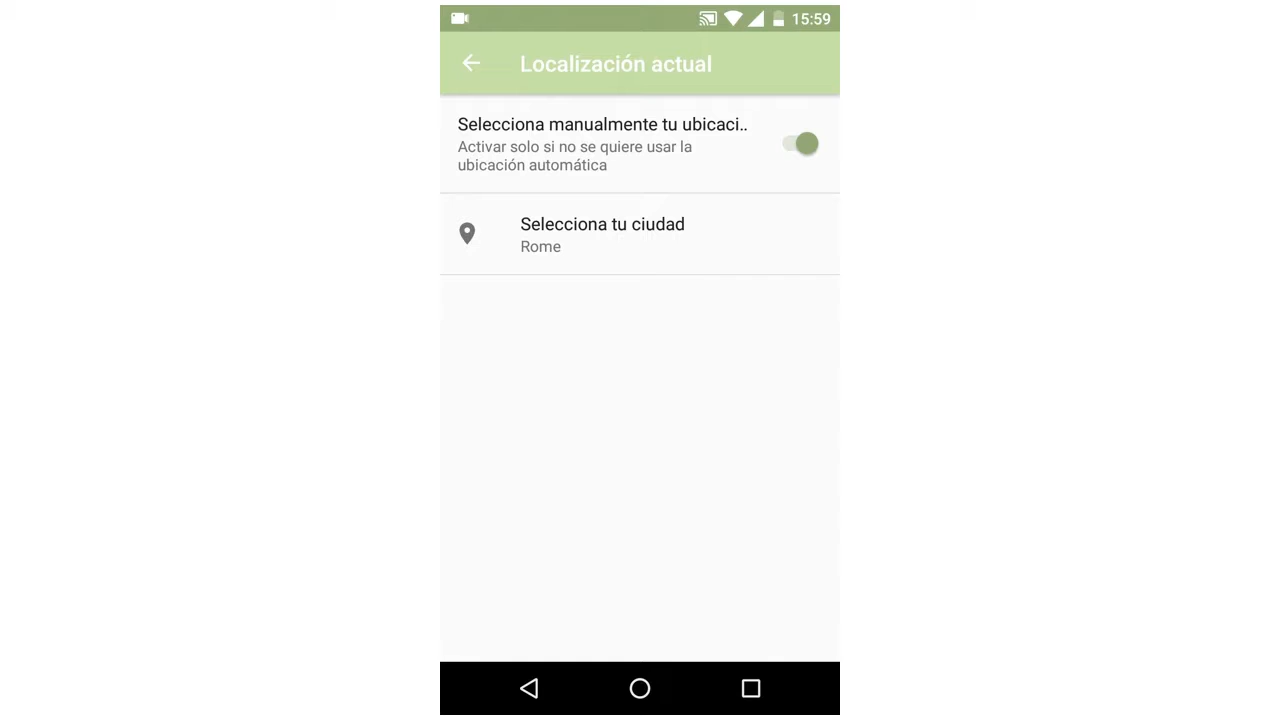 15:59
Localización actual
Selecciona manualmente tu ubicaci..
Activar solo si no se quiere usar la
ubicación automática
Selecciona tu ciudad
Rome